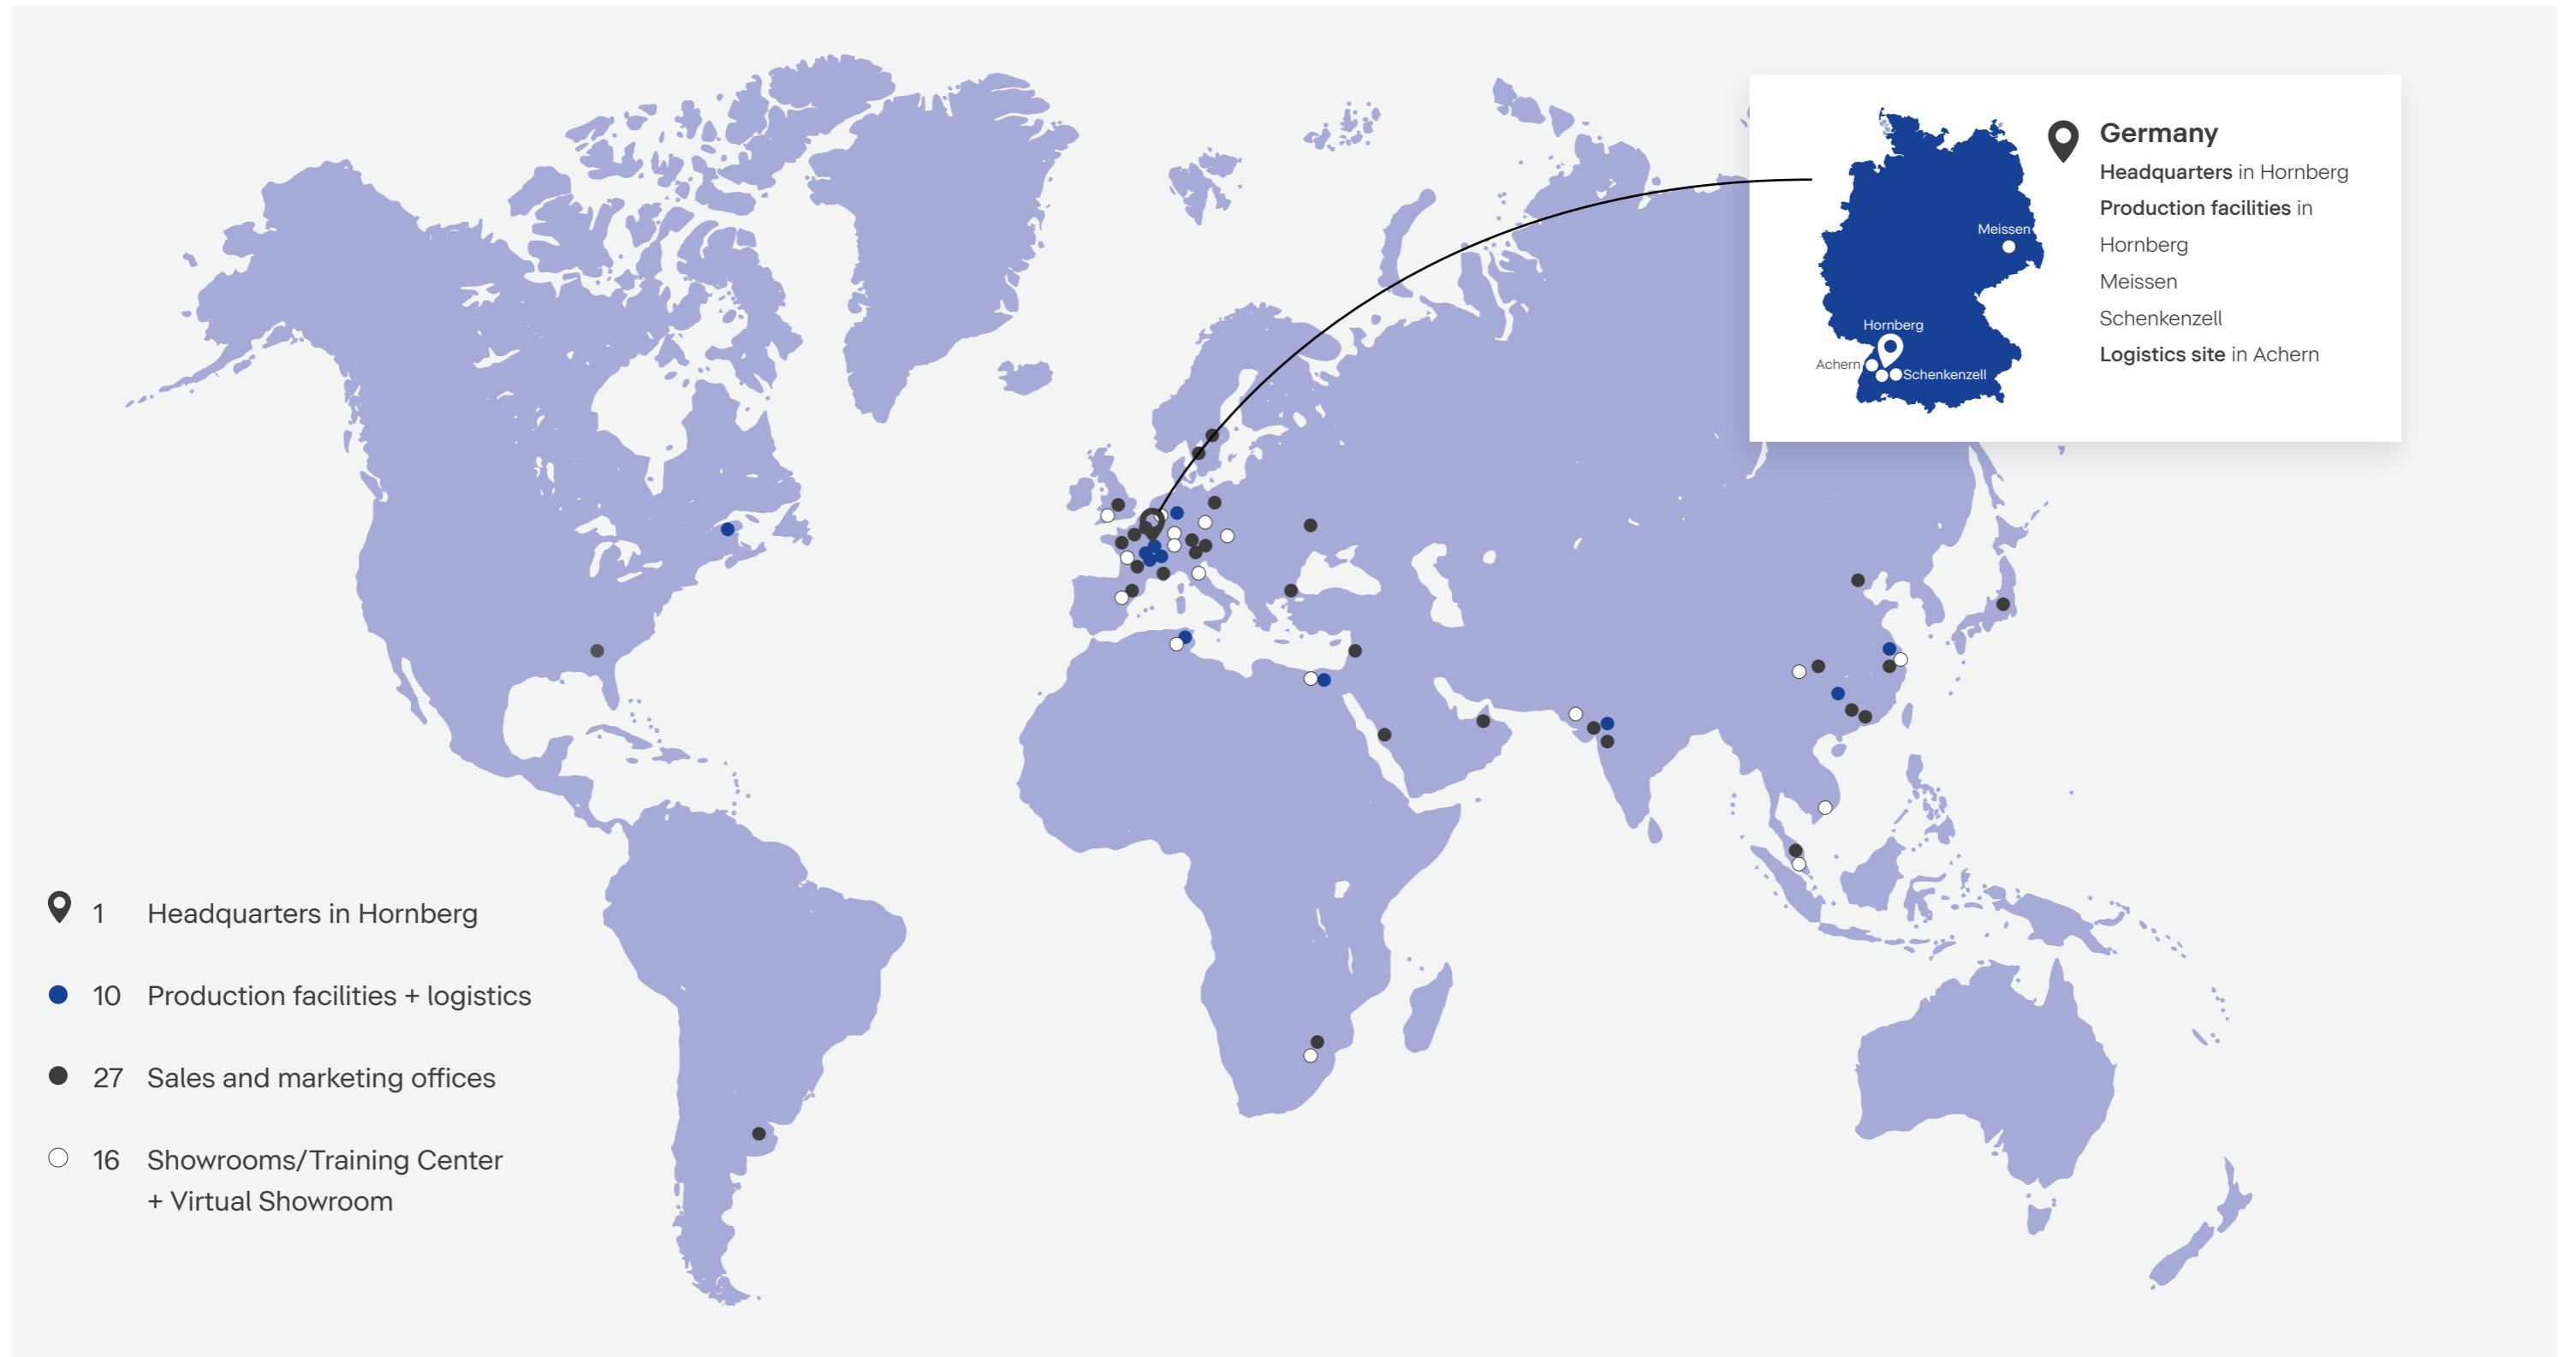 Germany
Headquarters in Hornberg
Production facilities in
Hornberg
Meissen
Schenkenzell
Logistics site in Achern
Meissen
Hornberg
Achern
Schenkenzell
1 Headquarters in Hornberg
10 Production facilities + logistics
27 Sales and marketing offices
16 Showrooms/Training Center
+ Virtual Showroom